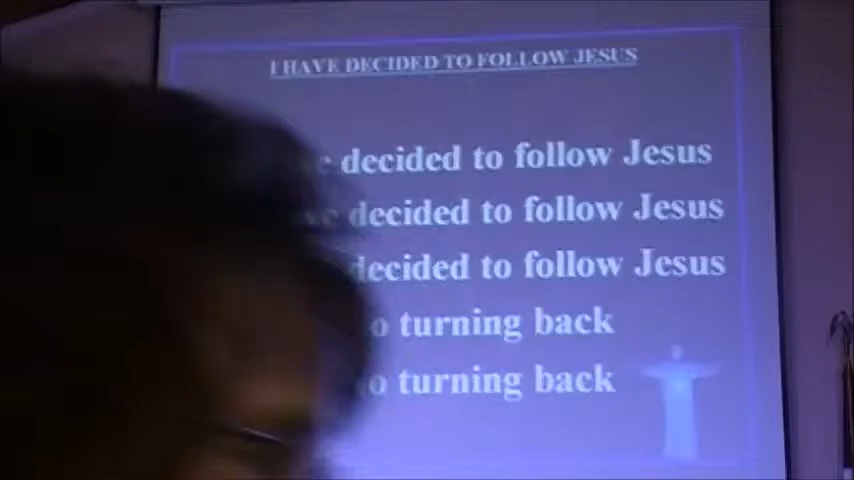 I HAVE DECIDED TO FOLLOW JESUS
decided to follow Jesus
decided to follow Jesus
decided to follow Jesus
turning back
turning back